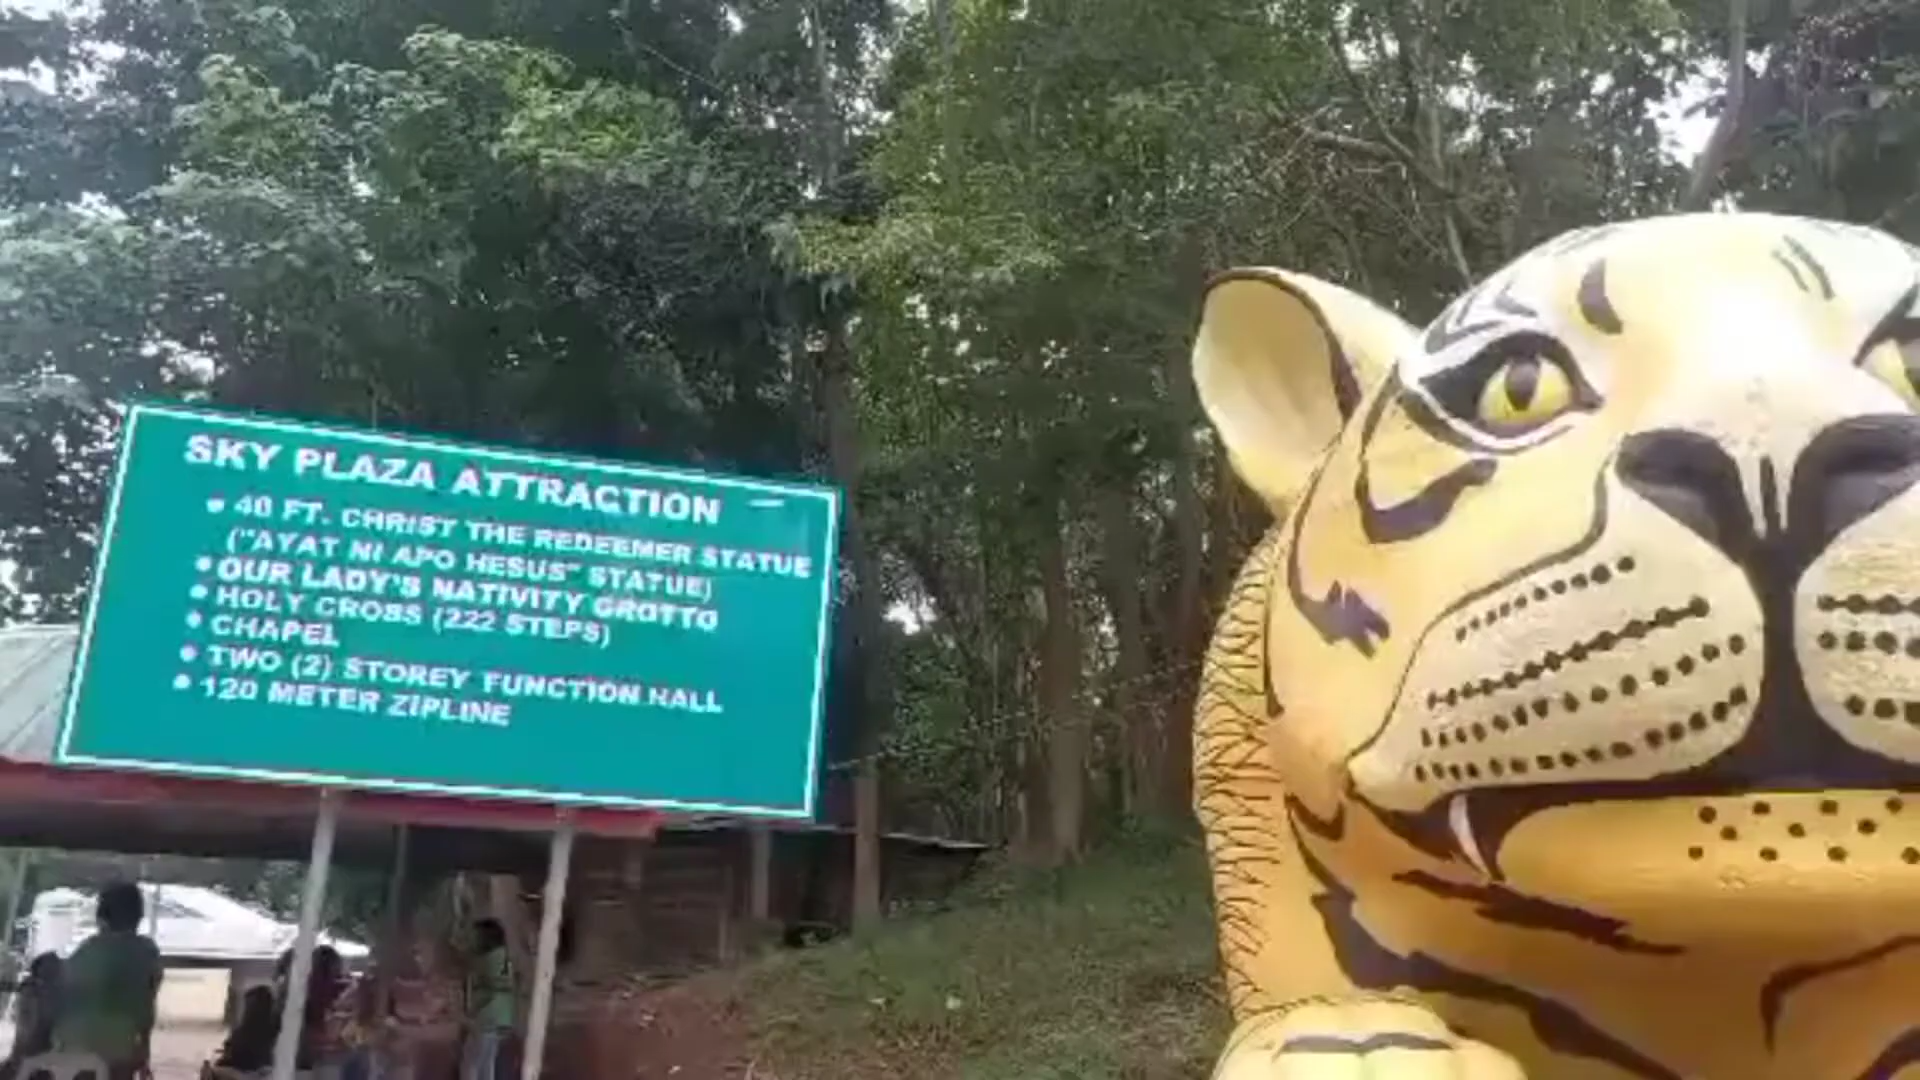 SKY PLAZA ATTRACTION
• 40 FT. CHRIST THE REDEEMER STATUE
("AYAT NI APO HESUS" STATUE)
• OUR LADY'S NATIVITY GROTTO
• HOLY CROSS (222 STEPS)
• CHAPEL
• TWO (2) STOREY FUNCTION HALL
• 120 METER ZIPLINE